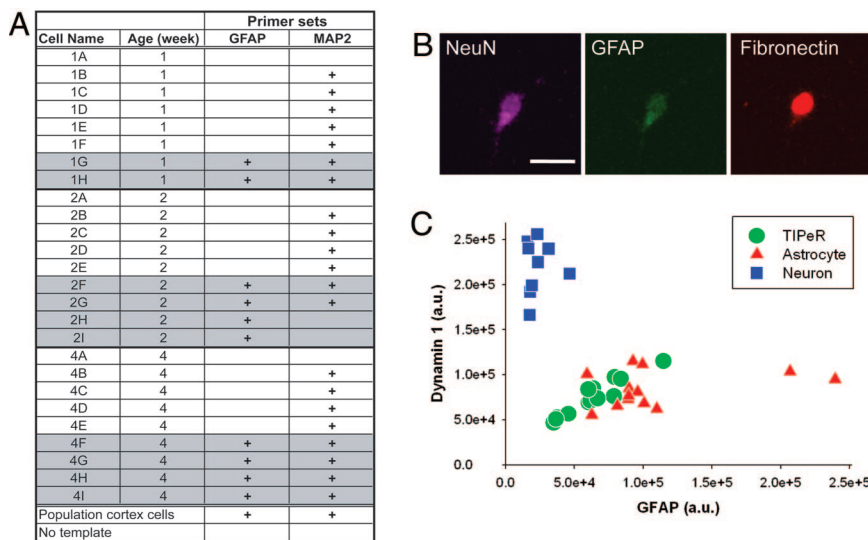 A
Primer sets
Cell Name Age (week) GFAP MAP2
1A 1
1B 1 +
1C 1 +
1D 1 +
1E 1 +
1F 1 +
1G 1 + +
1H 1 + +
2A 2
2B 2 +
2C 2 +
2D 2 +
2E 2 +
2F 2 + +
2G 2 + +
2H 2 +
2I 2 +
4A 4
4B 4 +
4C 4 +
4D 4 +
4E 4 +
4F 4 + +
4G 4 + +
4H 4 + +
4I 4 + +
Population cortex cells + +
No template
B
NeuN GFAP Fibronectin
C
TIPeR
Astrocyte
Neuron
Dynamin 1 (a.u.)
2.5e+5
2.0e+5
1.5e+5
1.0e+5
5.0e+4
0.0
0.0 5.0e+4 1.0e+5 1.5e+5 2.0e+5 2.5e+5
GFAP (a.u.)